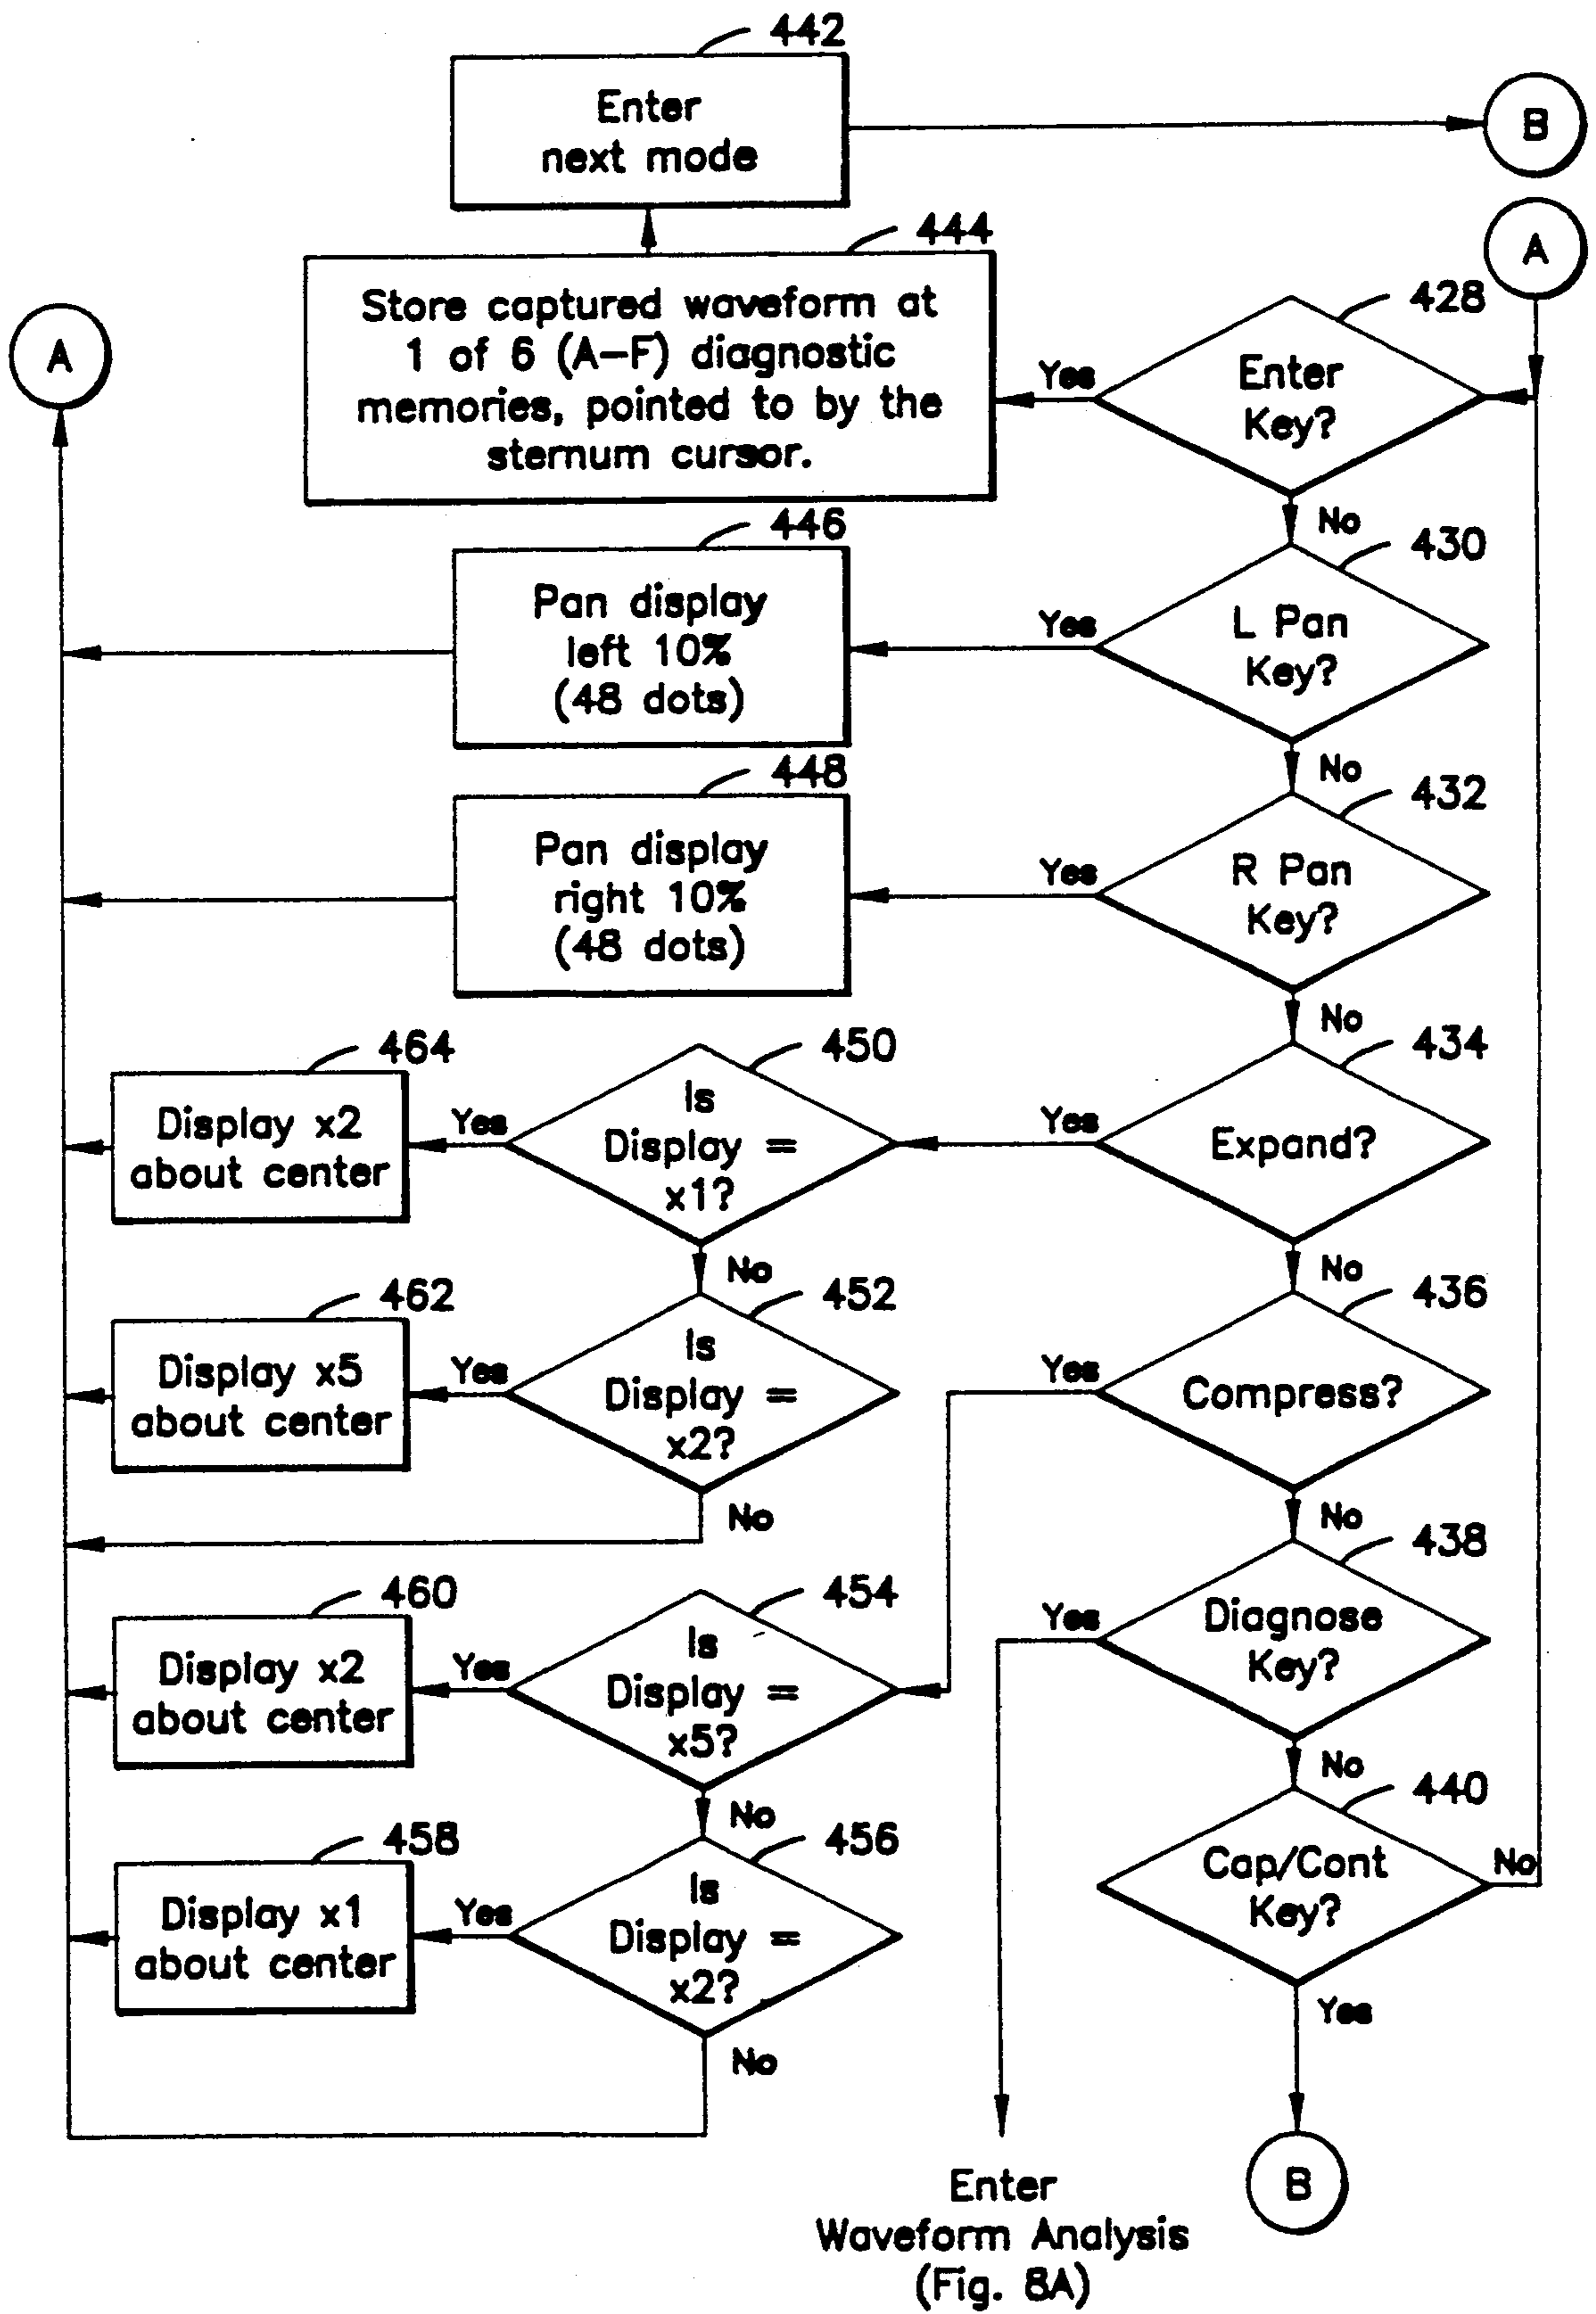 442
Enter
next mode
B
A
444
Store captured waveform at
1 of 6 (A-F) diagnostic
memories, pointed to by the
sternum cursor.
428
Enter
Key?
Yes
No
A
446
Pan display
left 10%
(48 dots)
430
L Pan
Key?
Yes
No
448
Pan display
right 10%
(48 dots)
432
R Pan
Key?
Yes
No
464
Display x2
about center
Yes
450
Is
Display =
x1?
No
434
Expand?
Yes
No
462
Display x5
about center
Yes
452
Is
Display =
x2?
No
436
Compress?
Yes
No
460
Display x2
about center
Yes
454
Is
Display =
x5?
No
438
Diagnose
Key?
Yes
No
458
Display x1
about center
Yes
456
Is
Display =
x2?
No
440
Cap/Cont
Key?
No
Yes
Enter
Waveform Analysis
(Fig. 8A)
B